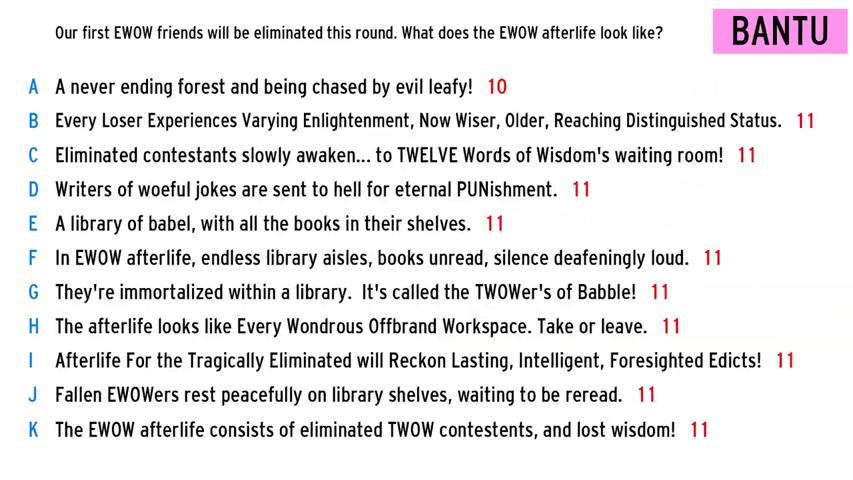 Our first EWOW friends will be eliminated this round. What does the EWOW afterlife look like?
BANTU
A A never ending forest and being chased by evil leafy! 10
B Every Loser Experiences Varying Enlightenment, Now Wiser, Older, Reaching Distinguished Status. 11
C Eliminated contestants slowly awaken... to TWELVE Words of Wisdom's waiting room! 11
D Writers of woeful jokes are sent to hell for eternal PUNishment. 11
E A library of babel, with all the books in their shelves. 11
F In EWOW afterlife, endless library aisles, books unread, silence deafeningly loud. 11
G They're immortalized within a library. It's called the TWOWer's of Babble! 11
H The afterlife looks like Every Wondrous Offbrand Workspace. Take or leave. 11
I Afterlife For the Tragically Eliminated will Reckon Lasting, Intelligent, Foresighted Edicts! 11
J Fallen EWOWers rest peacefully on library shelves, waiting to be reread. 11
K The EWOW afterlife consists of eliminated TWOW contestents, and lost wisdom! 11